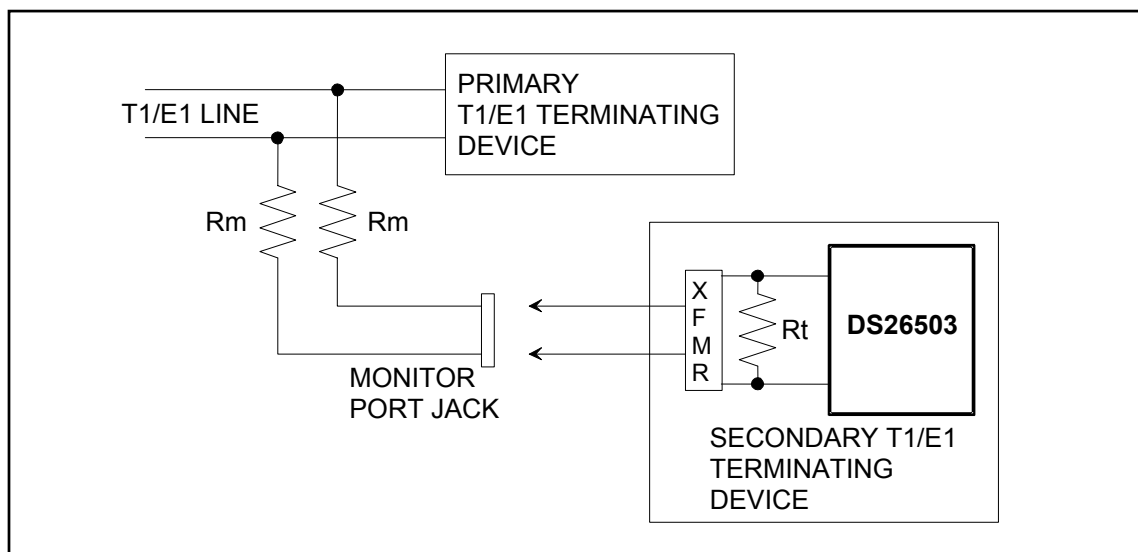 PRIMARY
T1/E1 TERMINATING
DEVICE
T1/E1 LINE
Rm
Rm
MONITOR
PORT JACK
X
F
M
R
Rt
DS26503
SECONDARY T1/E1
TERMINATING
DEVICE